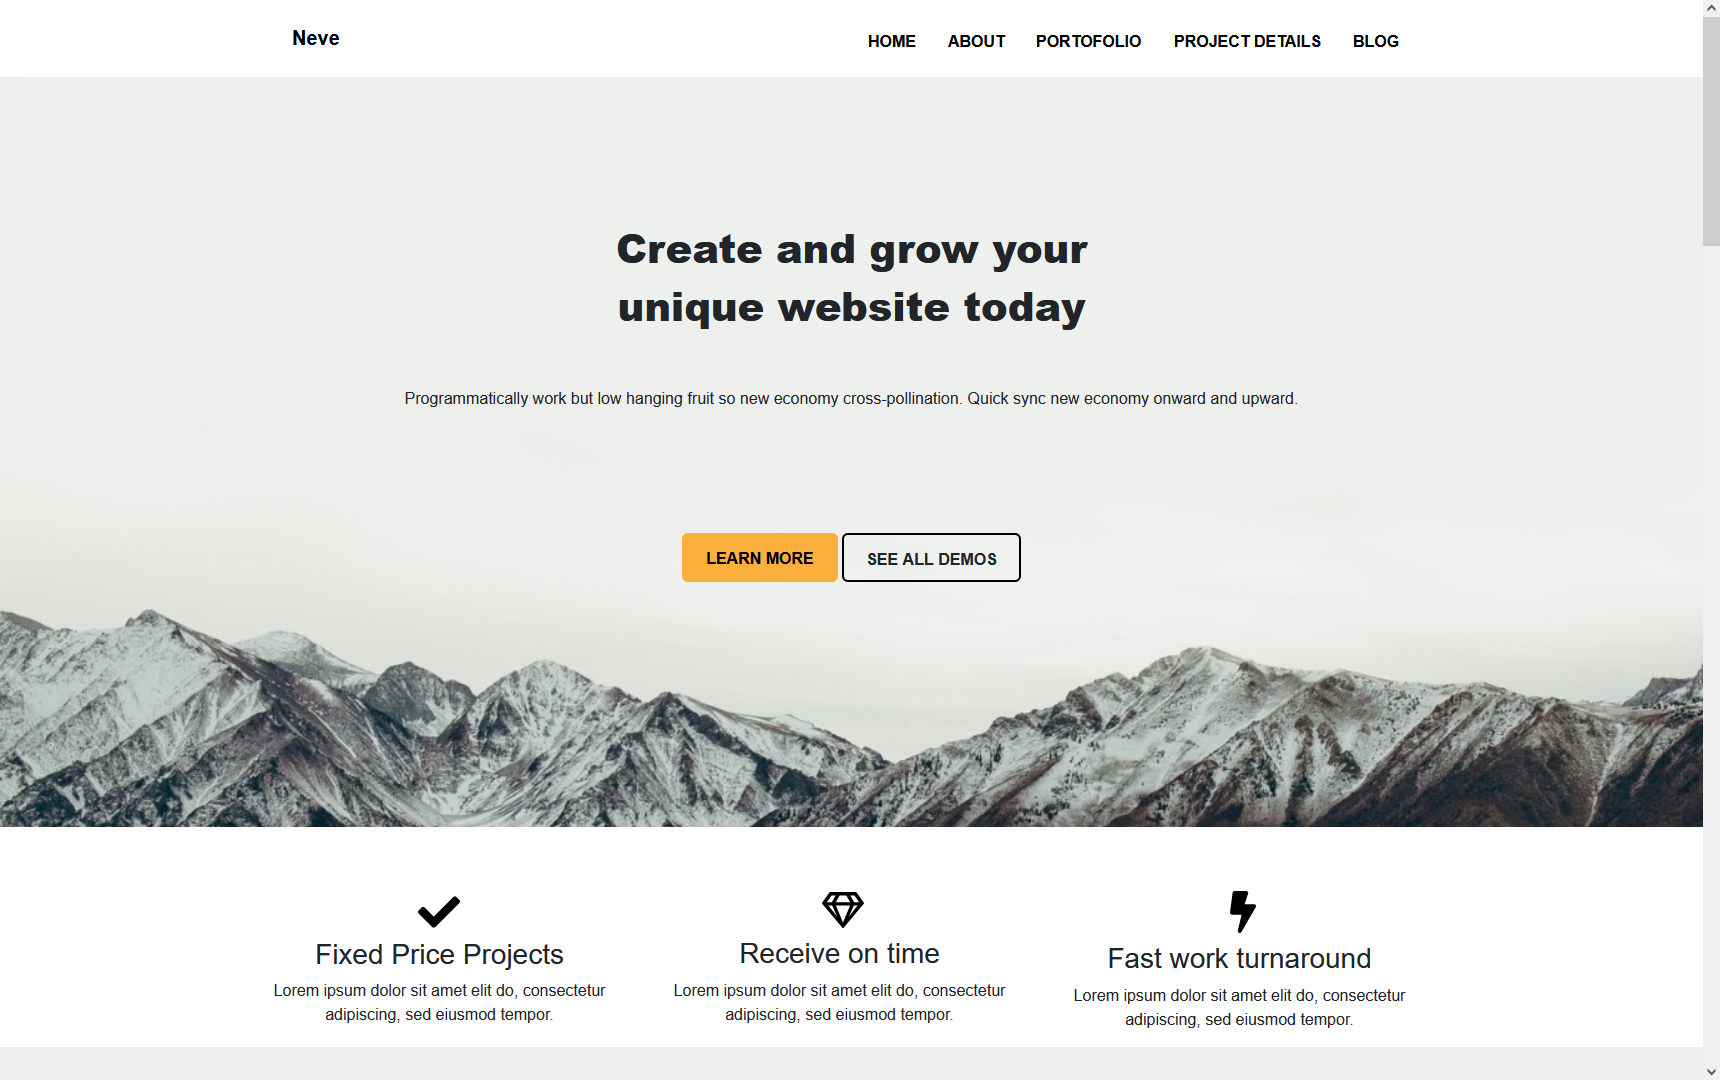 Neve
HOME ABOUT PORTOFOLIO PROJECT DETAILS BLOG
Create and grow your
unique website today
Programmatically work but low hanging fruit so new economy cross-pollination. Quick sync new economy onward and upward.
LEARN MORE
SEE ALL DEMOS
Fixed Price Projects
Lorem ipsum dolor sit amet elit do, consectetur
adipiscing, sed eiusmod tempor.
Receive on time
Lorem ipsum dolor sit amet elit do, consectetur
adipiscing, sed eiusmod tempor.
Fast work turnaround
Lorem ipsum dolor sit amet elit do, consectetur
adipiscing, sed eiusmod tempor.